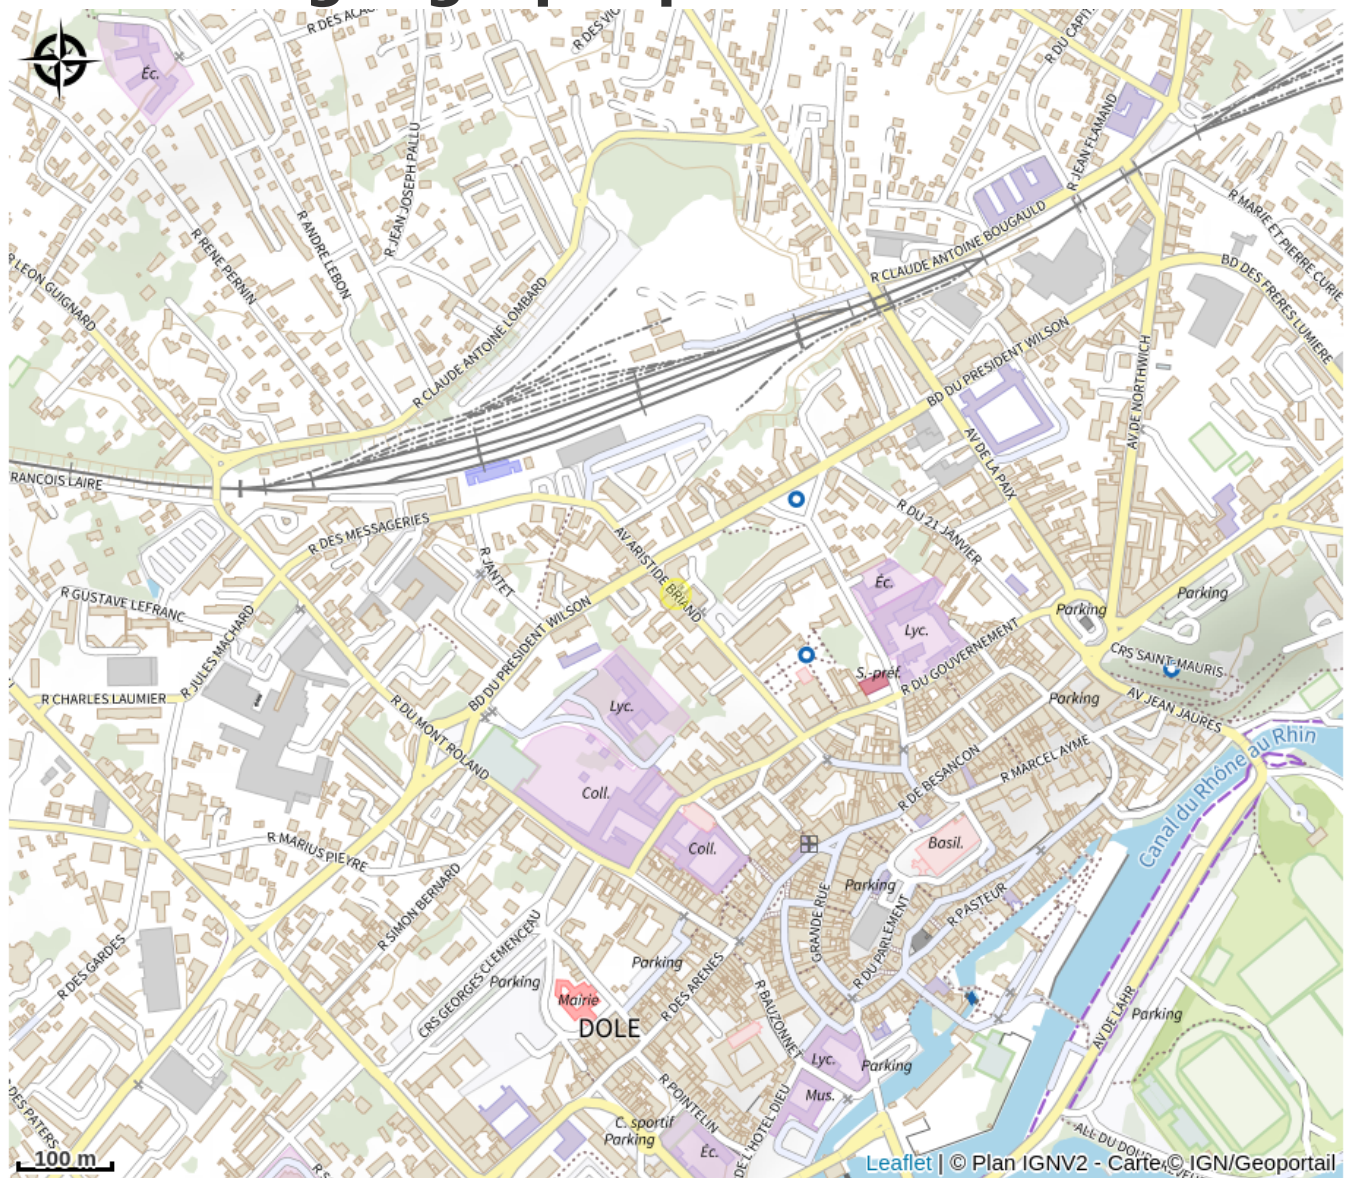 R DES ACAC
R DES VIG
R DU CAPIT
Éc.
R JEAN FLAMAND
R JEAN JOSEPH PALLU
R ANDRE LEBON
R RENE PERNIN
R MARIE ET PIERRE CURIE
R LEON GUIGNARD
R CLAUDE ANTOINE BOUGAULD
BD DES FRERES LUMIERE
R CLAUDE ANTOINE LOMBARD
BD DU PRESIDENT WILSON
AV DE NORTHWICH
AV DE LA PAIX
RANCOIS LAIRE
R DES MESSAGERIES
AV ARISTIDE BRIAND
R DU 21 JANVIER
R JANTET
Éc.
Parking
R GUSTAVE LEFRANC
Parking
Lyc.
BD DU PRESIDENT WILSON
R JULES MACHARD
R DU GOUVERNEMENT
CRS SAINT-MAURIS
S.-préf.
R CHARLES LAUMIER
Parking
Lyc.
AV JEAN JAURES
R DU MONT ROLAND
Canal du Rhône au Rhin
R MARCEL AYME
R DE BESANCON
Coll.
R MARIUS PIEYRE
Coll.
Basil.
Parking
R SIMON BERNARD
GRANDE RUE
R PASTEUR
R DU PARLEMENT
R DES GARDES
CRS GEORGES CLEMENCEAU
Parking
Parking
R DES ARENES
Mairie
DOLE
R BAUZONNET
AV DE LAHR
Parking
Lyc.
Parking
R POINTELIN
Mus.
DES PATERS
C. sportif
Parking
DE L'HOTEL-DIEU
Éc.
ALL DU DOU
100 m
Leaflet | © Plan IGNV2 - Carte © IGN/Geoportail